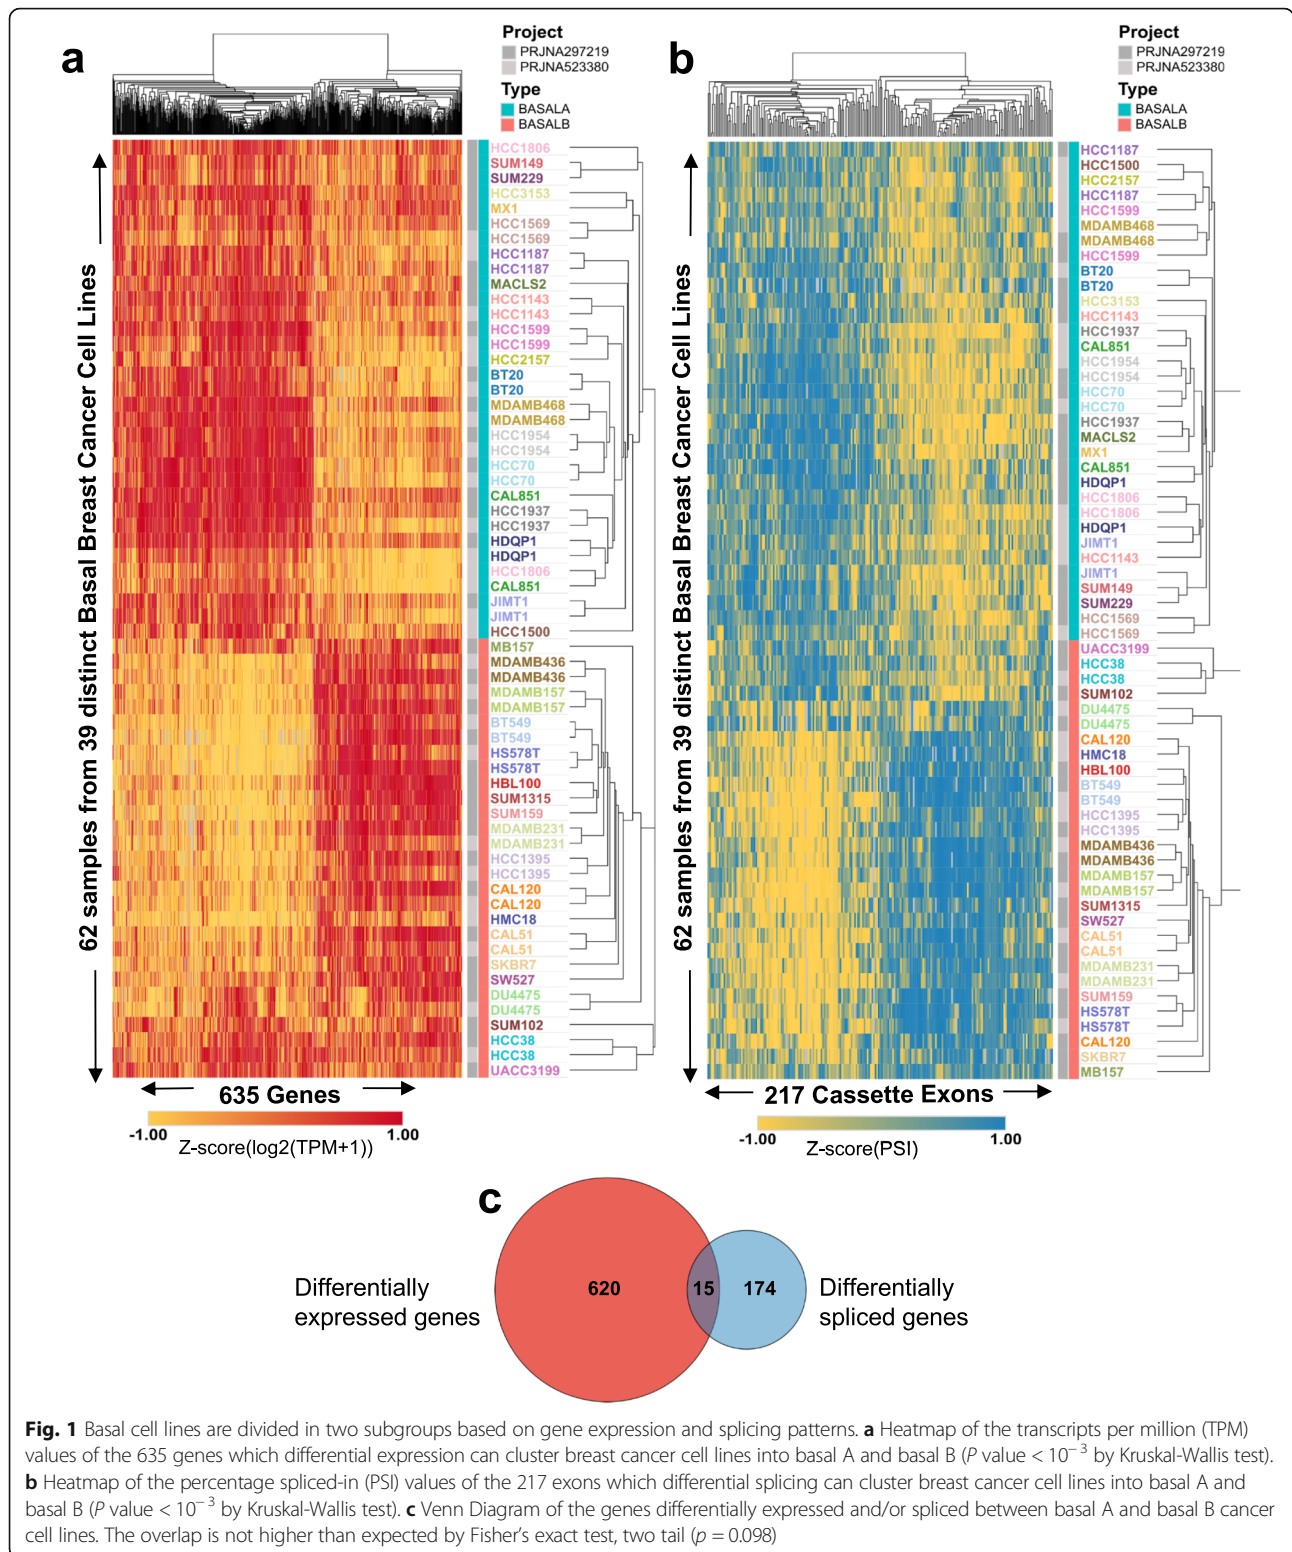 a
Project
PRJNA297219
PRJNA523380
Type
BASALA
BASALB
62 samples from 39 distinct Basal Breast Cancer Cell Lines
HCC1806
SUM149
SUM229
HCC3153
MX1
HCC1569
HCC1569
HCC1187
HCC1187
MACLS2
HCC1143
HCC1143
HCC1599
HCC1599
HCC2157
BT20
BT20
MDAMB468
MDAMB468
HCC1954
HCC1954
HCC70
HCC70
CAL851
HCC1937
HCC1937
HDQP1
HDQP1
HCC1806
CAL851
JIMT1
JIMT1
HCC1500
MB157
MDAMB436
MDAMB436
MDAMB157
MDAMB157
BT549
BT549
HS578T
HS578T
HBL100
SUM1315
SUM159
MDAMB231
MDAMB231
HCC1395
HCC1395
CAL120
CAL120
HMC18
CAL51
CAL51
SKBR7
SW527
DU4475
DU4475
SUM102
HCC38
HCC38
UACC3199
635 Genes
-1.00
1.00
Z-score(log2(TPM+1))
b
Project
PRJNA297219
PRJNA523380
Type
BASALA
BASALB
62 samples from 39 distinct Basal Breast Cancer Cell Lines
HCC1187
HCC1500
HCC2157
HCC1187
HCC1599
MDAMB468
MDAMB468
HCC1599
BT20
BT20
HCC3153
HCC1143
HCC1937
CAL851
HCC1954
HCC1954
HCC70
HCC70
HCC1937
MACLS2
MX1
CAL851
HDQP1
HCC1806
HCC1806
HDQP1
JIMT1
HCC1143
JIMT1
SUM149
SUM229
HCC1569
HCC1569
UACC3199
HCC38
HCC38
SUM102
DU4475
DU4475
CAL120
HMC18
HBL100
BT549
BT549
HCC1395
HCC1395
MDAMB436
MDAMB436
MDAMB157
MDAMB157
SUM1315
SW527
CAL51
CAL51
MDAMB231
MDAMB231
SUM159
HS578T
HS578T
CAL120
SKBR7
MB157
217 Cassette Exons
-1.00
1.00
Z-score(PSI)
c
Differentially
expressed genes
620
15
174
Differentially
spliced genes
Fig. 1 Basal cell lines are divided in two subgroups based on gene expression and splicing patterns. a Heatmap of the transcripts per million (TPM)
values of the 635 genes which differential expression can cluster breast cancer cell lines into basal A and basal B (P value < 10⁻³ by Kruskal-Wallis test).
b Heatmap of the percentage spliced-in (PSI) values of the 217 exons which differential splicing can cluster breast cancer cell lines into basal A and
basal B (P value < 10⁻³ by Kruskal-Wallis test). c Venn Diagram of the genes differentially expressed and/or spliced between basal A and basal B cancer
cell lines. The overlap is not higher than expected by Fisher's exact test, two tail (p = 0.098)